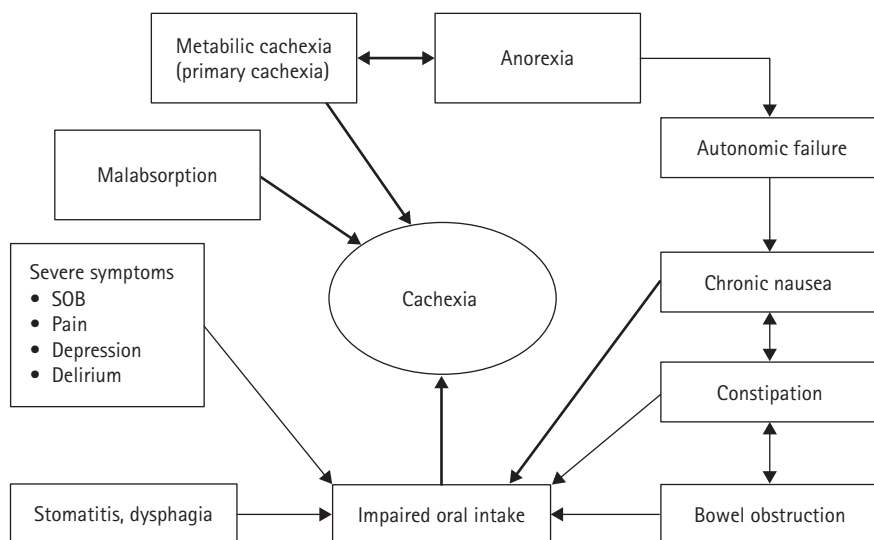 Metabilic cachexia
(primary cachexia)
Anorexia
Autonomic failure
Malabsorption
Severe symptoms
• SOB
• Pain
• Depression
• Delirium
Cachexia
Chronic nausea
Constipation
Stomatitis, dysphagia
Impaired oral intake
Bowel obstruction